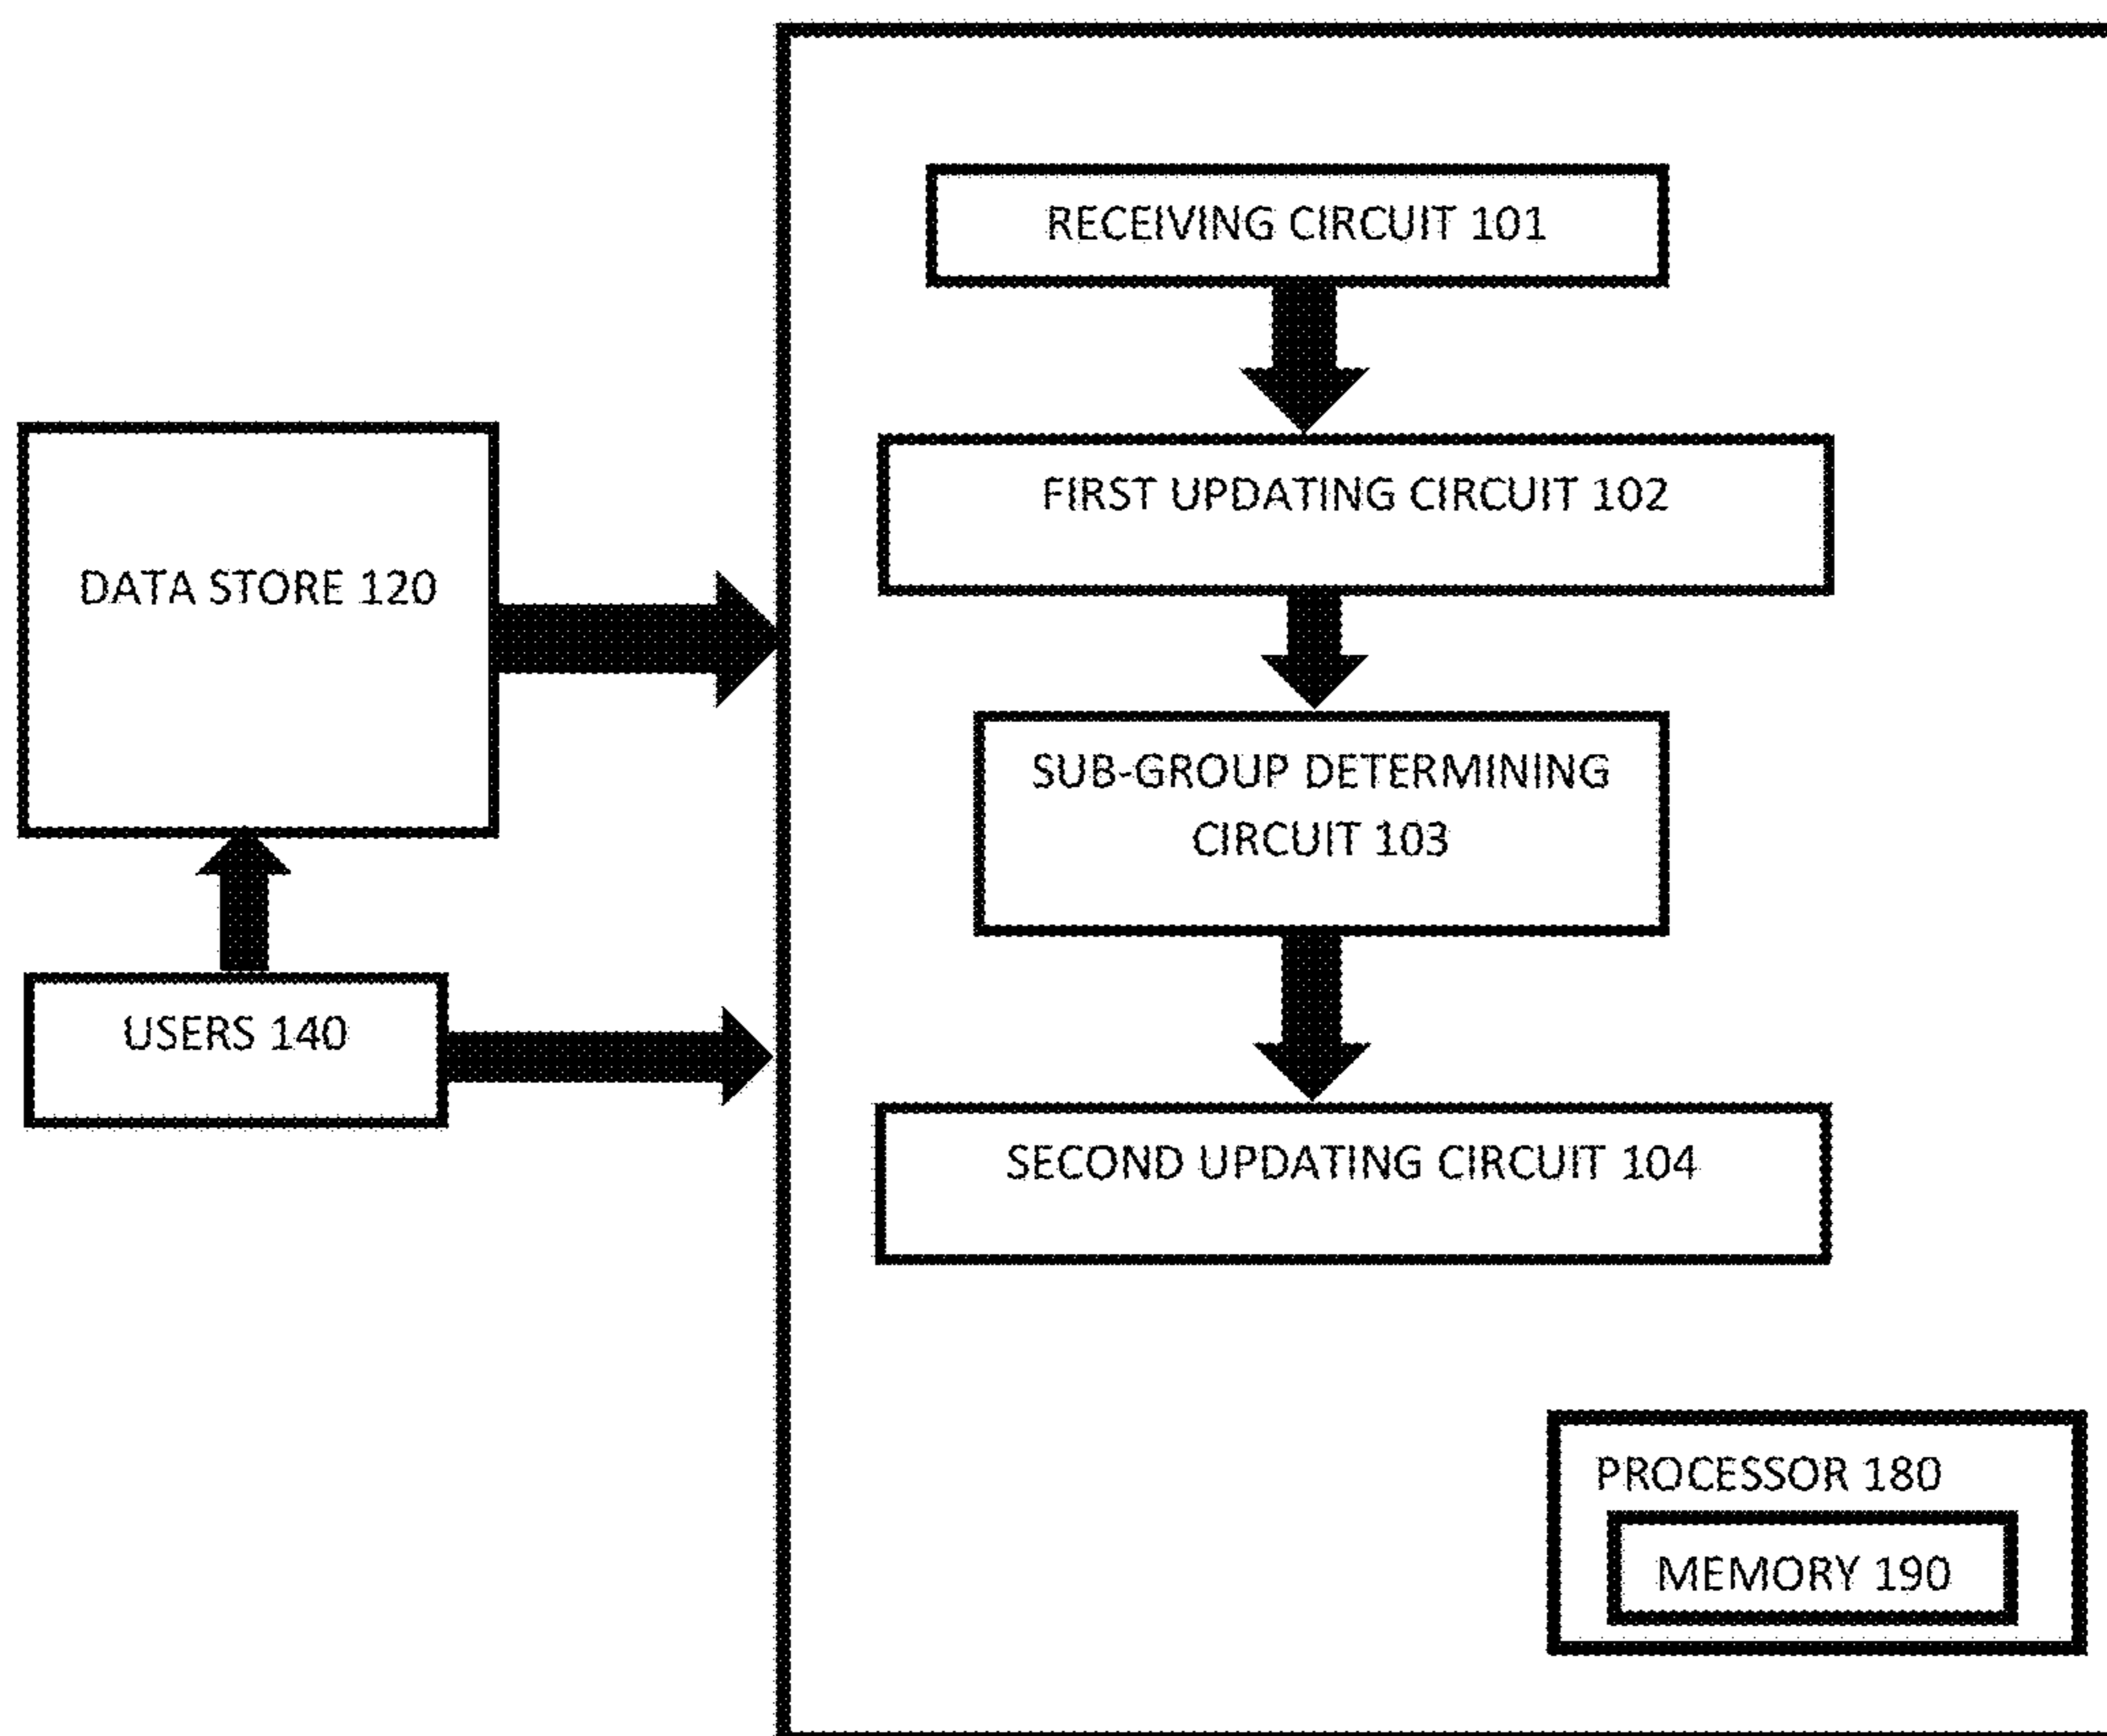 RECEIVING CIRCUIT 101
FIRST UPDATING CIRCUIT 102
DATA STORE 120
SUB-GROUP DETERMINING
CIRCUIT 103
USERS 140
SECOND UPDATING CIRCUIT 104
PROCESSOR 180
MEMORY 190